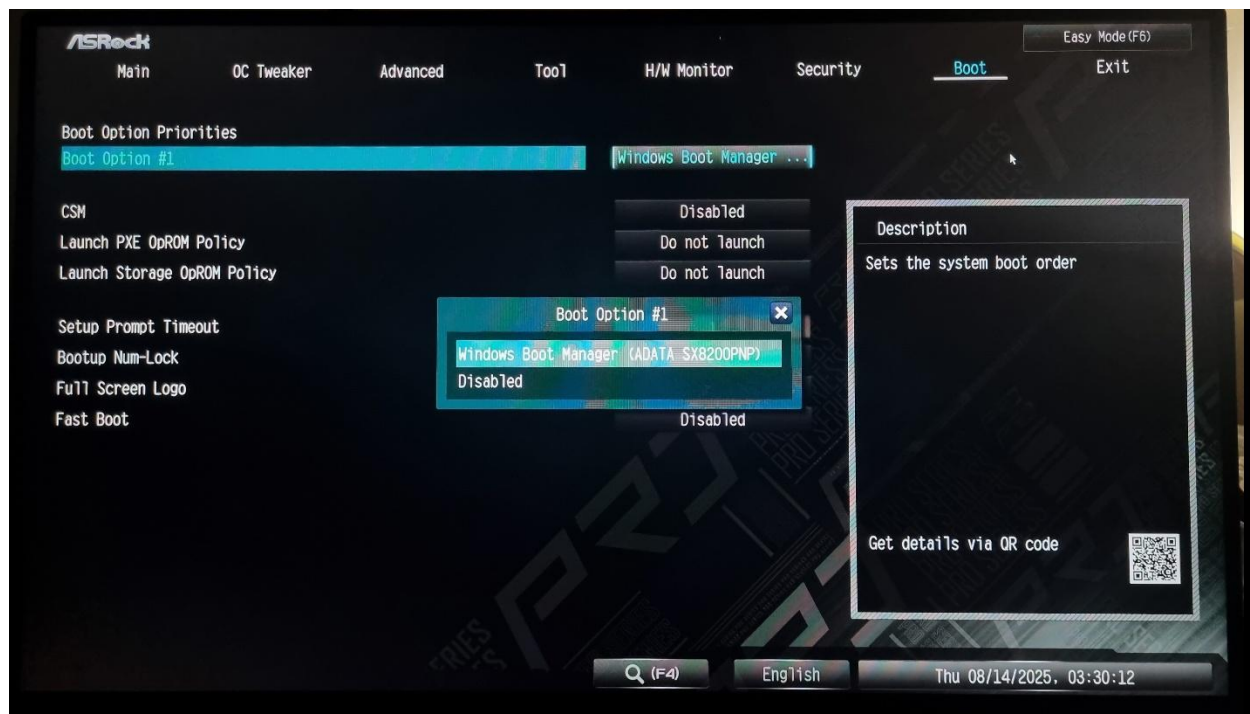 ASRock
Easy Mode(F6)
Main OC Tweaker Advanced Tool H/W Monitor Security Boot Exit
Boot Option Priorities
Boot Option #1 Windows Boot Manager ...
CSM Disabled
Launch PXE OpROM Policy Do not launch
Launch Storage OpROM Policy Do not launch
Setup Prompt Timeout
Bootup Num-Lock
Full Screen Logo
Fast Boot Disabled
Boot Option #1
Windows Boot Manager (ADATA SX8200PNP)
Disabled
Description
Sets the system boot order
Get details via QR code
(F4) English Thu 08/14/2025, 03:30:12